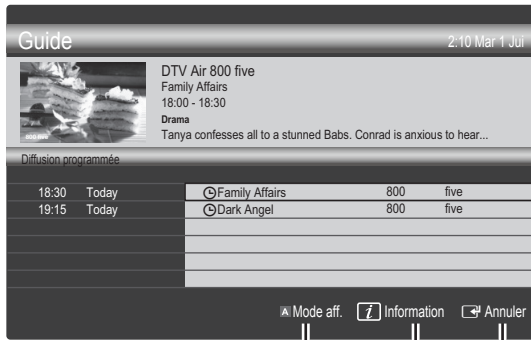 Guide
2:10 Mar 1 Jui
DTV Air 800 five
Family Affairs
18:00 - 18:30
Drama
Tanya confesses all to a stunned Babs. Conrad is anxious to hear...
800 five
Diffusion programmée
18:30 Today Family Affairs 800 five
19:15 Today Dark Angel 800 five
A Mode aff. i Information Annuler